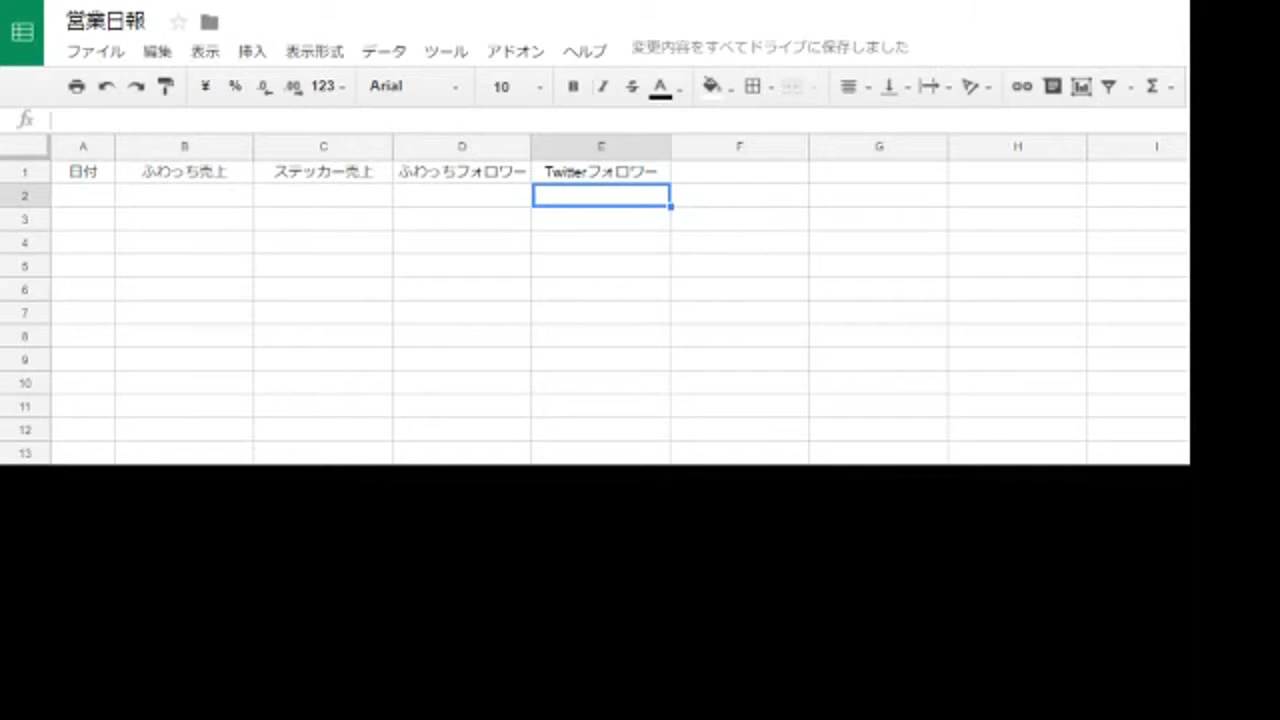 営業日報
ファイル 編集 表示 挿入 表示形式 データ ツール アドオン ヘルプ 変更内容をすべてドライブに保存しました
¥ % .0 .00 123 Arial 10 B I S A Σ
fx
A B C D E F G H I
1 日付 ふわっち売上 ステッカー売上 ふわっちフォロワー Twitterフォロワー
2
3
4
5
6
7
8
9
10
11
12
13